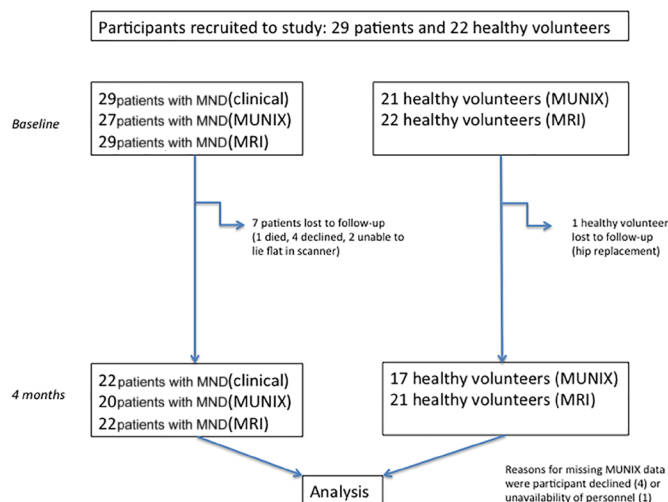 Participants recruited to study: 29 patients and 22 healthy volunteers
Baseline
29patients with MND(clinical)
27patients with MND(MUNIX)
29patients with MND(MRI)
21 healthy volunteers (MUNIX)
22 healthy volunteers (MRI)
7 patients lost to follow-up
(1 died, 4 declined, 2 unable to
lie flat in scanner)
1 healthy volunteer
lost to follow-up
(hip replacement)
4 months
22patients with MND(clinical)
20patients with MND(MUNIX)
22patients with MND(MRI)
17 healthy volunteers (MUNIX)
21 healthy volunteers (MRI)
Analysis
Reasons for missing MUNIX data
were participant declined (4) or
unavailability of personnel (1)